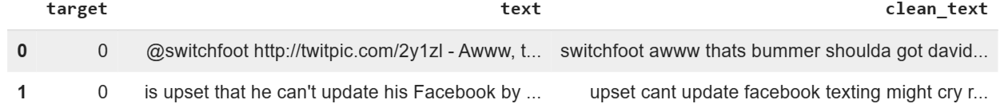 target text clean_text
0 0 @switchfoot http://twitpic.com/2y1zl - Awww, t... switchfoot awww thats bummer shoulda got david...
1 0 is upset that he can't update his Facebook by ... upset cant update facebook texting might cry r...